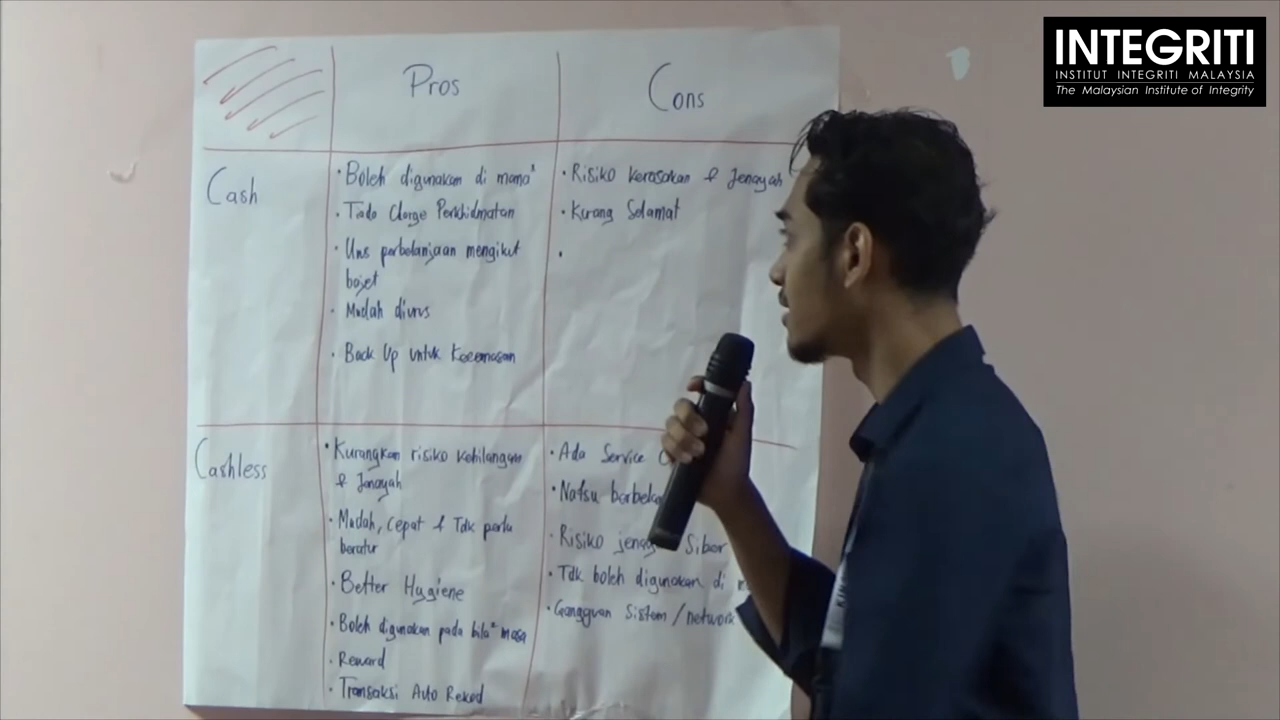 INTEGRITI
INSTITUT INTEGRITI MALAYSIA
The Malaysian Institute of Integrity
Pros
Cons
Cash
• Boleh digunakan di mana²
• Tiada Charge Perkhidmatan
• Urus perbelanjaan mengikut
bajet
• Mudah diurus
• Back Up untuk Kecemasan
• Risiko kerosakan & Jenayah
• Kurang Selamat
•
Cashless
• Kurangkan risiko kehilangan
& Jenayah
• Mudah, Cepat & Tdk perlu
beratur
• Better Hygiene
• Boleh digunakan pada bila² masa
• Reward
• Transaksi Auto Rekod
• Ada Service
• Nafsu
• Risiko Siber
• Tdk boleh digunakan di
• Gangguan Sistem / network